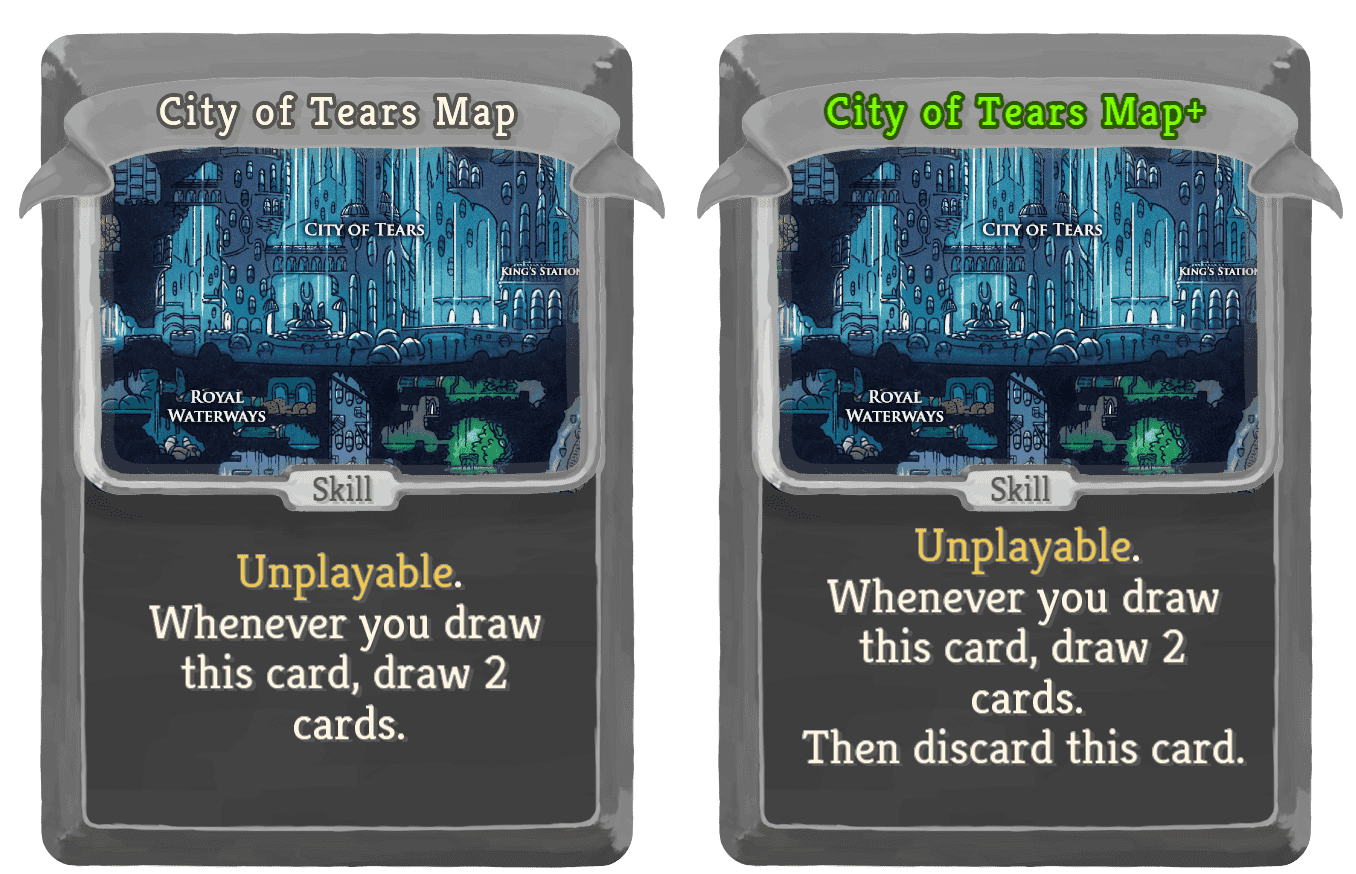 City of Tears Map
CITY OF TEARS
KING'S STATION
ROYAL
WATERWAYS
Skill
Unplayable.
Whenever you draw
this card, draw 2
cards.
City of Tears Map+
CITY OF TEARS
KING'S STATION
ROYAL
WATERWAYS
Skill
Unplayable.
Whenever you draw
this card, draw 2
cards.
Then discard this card.